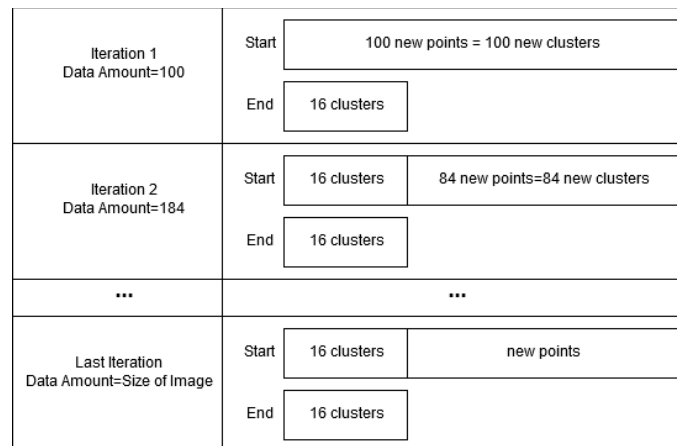 Iteration 1
Data Amount=100
Start
100 new points = 100 new clusters
End
16 clusters
Iteration 2
Data Amount=184
Start
16 clusters
84 new points=84 new clusters
End
16 clusters
...
...
Last Iteration
Data Amount=Size of Image
Start
16 clusters
new points
End
16 clusters